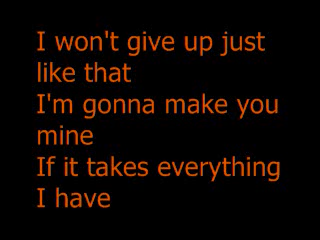 I won't give up just
like that
I'm gonna make you
mine
If it takes everything
I have